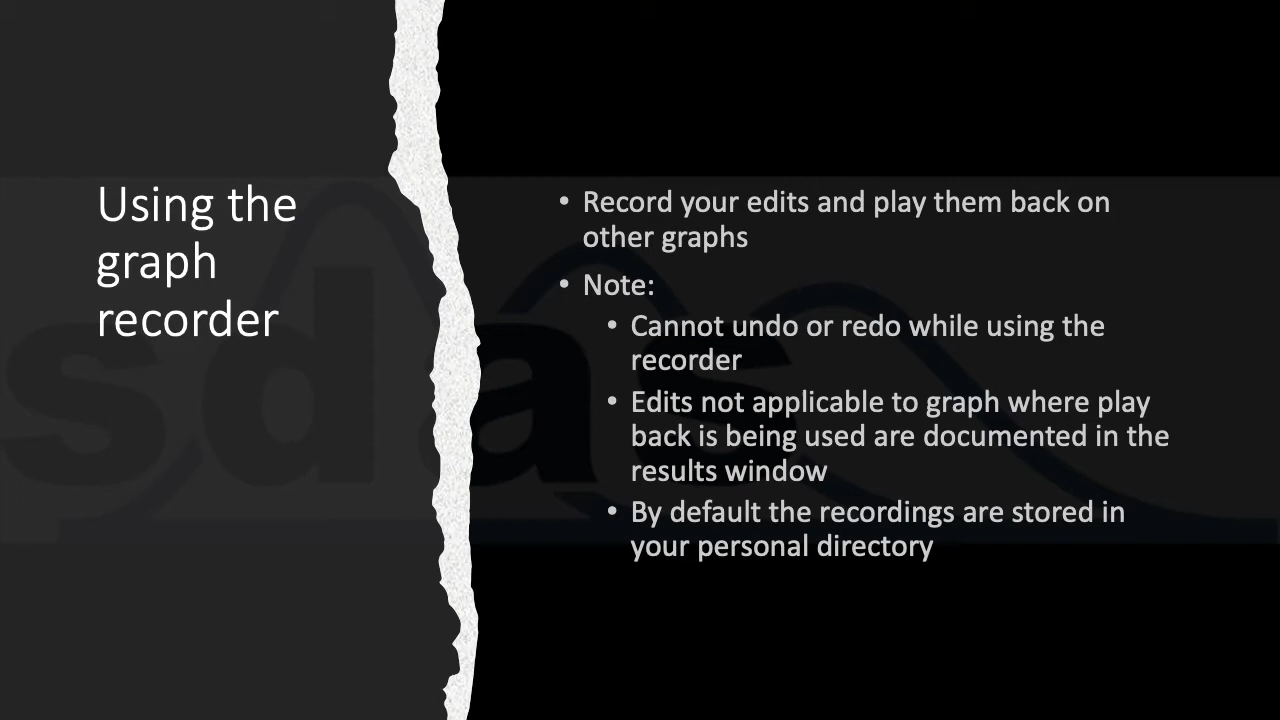 Using the
graph
recorder
• Record your edits and play them back on
other graphs
• Note:
• Cannot undo or redo while using the
recorder
• Edits not applicable to graph where play
back is being used are documented in the
results window
• By default the recordings are stored in
your personal directory
sdas